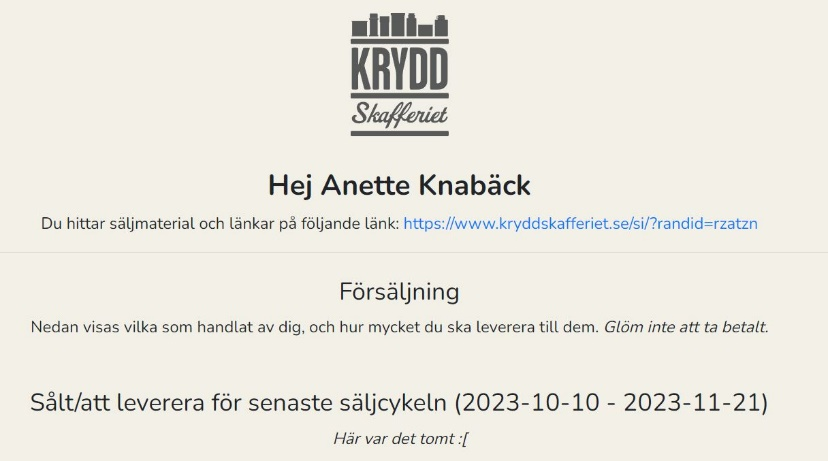 KRYDD
Skafferiet
Hej Anette Knabäck
Du hittar säljmaterial och länkar på följande länk: https://www.kryddskafferiet.se/si/?randid=rzatzn
Försäljning
Nedan visas vilka som handlat av dig, och hur mycket du ska leverera till dem. Glöm inte att ta betalt.
Sålt/att leverera för senaste säljcykeln (2023-10-10 - 2023-11-21)
Här var det tomt :[